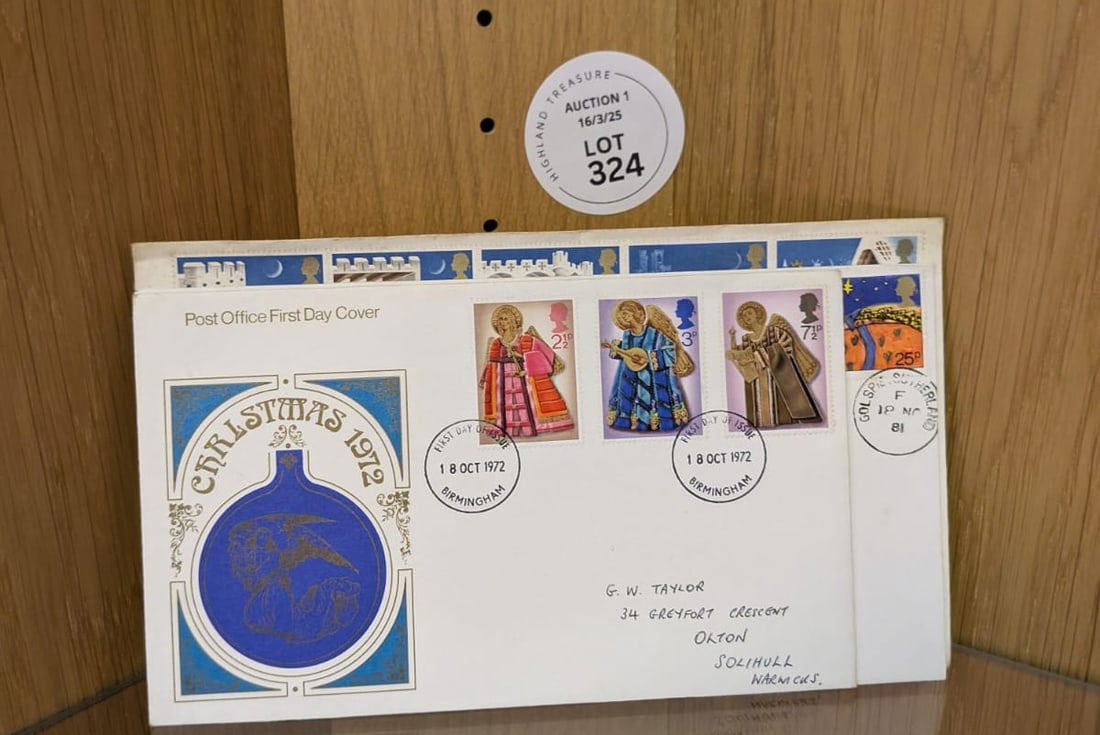 HIGHLAND TREASURE
AUCTION 1
16/3/25
LOT
324
Post Office First Day Cover
CHRISTMAS 1972
2½P
3P
7½P
25P
FIRST DAY OF ISSUE
18 OCT 1972
BIRMINGHAM
FIRST DAY OF ISSUE
18 OCT 1972
BIRMINGHAM
GOLSPIE SUTHERLAND
F
18 NO
81
G. W. TAYLOR
34 GREYFORT CRESCENT
OLTON
SOLIHULL
WARWICKS.